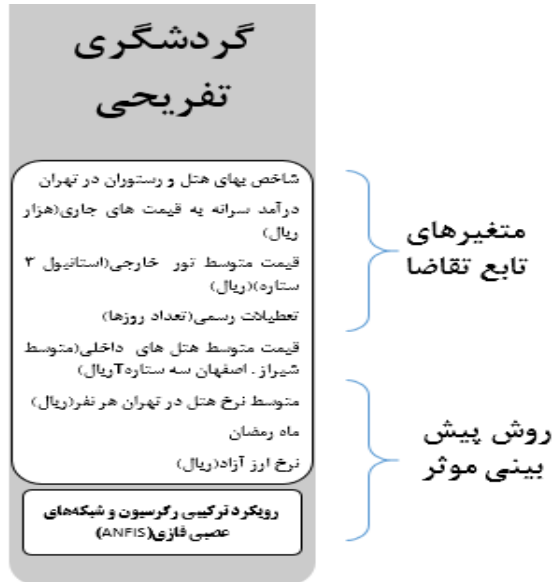 گردشگری
تفریحی
شاخص بهای هتل و رستوران در تهران
درآمد سرانه به قیمت های جاری(هزار
ریال)
قیمت متوسط تور خارجی(استانبول ۳
ستاره)(ریال)
تعطیلات رسمی(تعداد روزها)
قیمت متوسط هتل های داخلی(متوسط
شیراز. اصفهان سه ستارهTریال)
متوسط نرخ هتل در تهران هر نفر(ریال)
ماه رمضان
نرخ ارز آزاد(ریال)
رویکرد ترکیبی رگرسیون و شبکه‌های
عصبی فازی(ANFIS)
متغیرهای
تابع تقاضا
روش پیش
بینی موثر